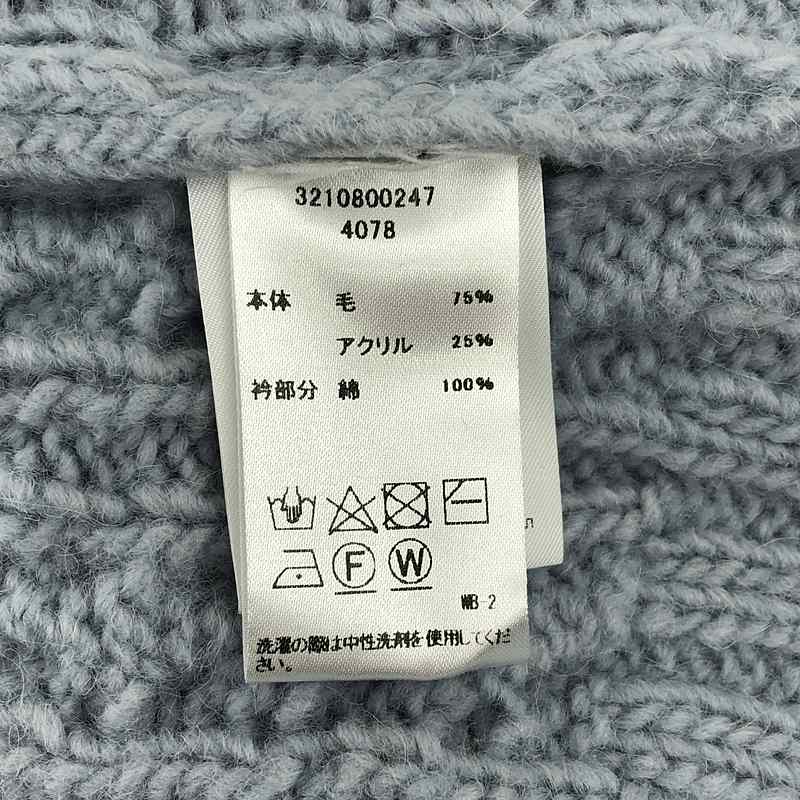 3210800247
4078
本体 毛 75%
アクリル 25%
衿部分 綿 100%
F W
WB-2
洗濯の際は中性洗剤を使用してくだ
さい。